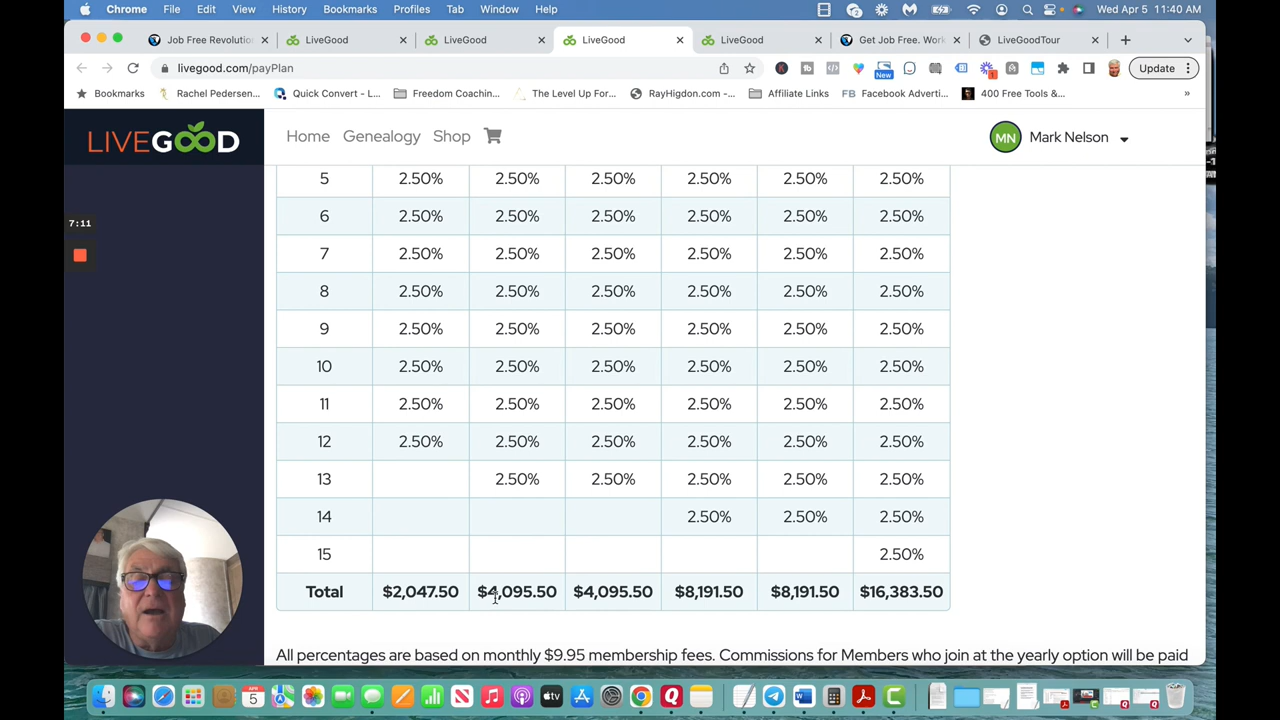 Chrome File Edit View History Bookmarks Profiles Tab Window Help Wed Apr 5 11:40 AM
Job Free Revolutio LiveGood LiveGood LiveGood LiveGood Get Job Free. Work LiveGoodTour
livegood.com/payPlan Update
New
Bookmarks Rachel Pedersen... Quick Convert - L... Freedom Coachin... The Level Up For... RayHigdon.com -... Affiliate Links FB Facebook Adverti... 400 Free Tools &...
LIVEGOOD Home Genealogy Shop MN Mark Nelson
5 2.50% 2.50% 2.50% 2.50% 2.50% 2.50%
7:11
6 2.50% 2.50% 2.50% 2.50% 2.50% 2.50%
7 2.50% 2.50% 2.50% 2.50% 2.50% 2.50%
8 2.50% 2.50% 2.50% 2.50% 2.50% 2.50%
9 2.50% 2.50% 2.50% 2.50% 2.50% 2.50%
10 2.50% 2.50% 2.50% 2.50% 2.50% 2.50%
11 2.50% 2.50% 2.50% 2.50% 2.50% 2.50%
12 2.50% 2.50% 2.50% 2.50% 2.50% 2.50%
13 2.50% 2.50% 2.50% 2.50% 2.50%
14 2.50% 2.50% 2.50%
15 2.50%
Total $2,047.50 $4,095.50 $4,095.50 $8,191.50 $8,191.50 $16,383.50
All percentages are based on monthly $9.95 membership fees. Commissions for Members who join at the yearly option will be paid